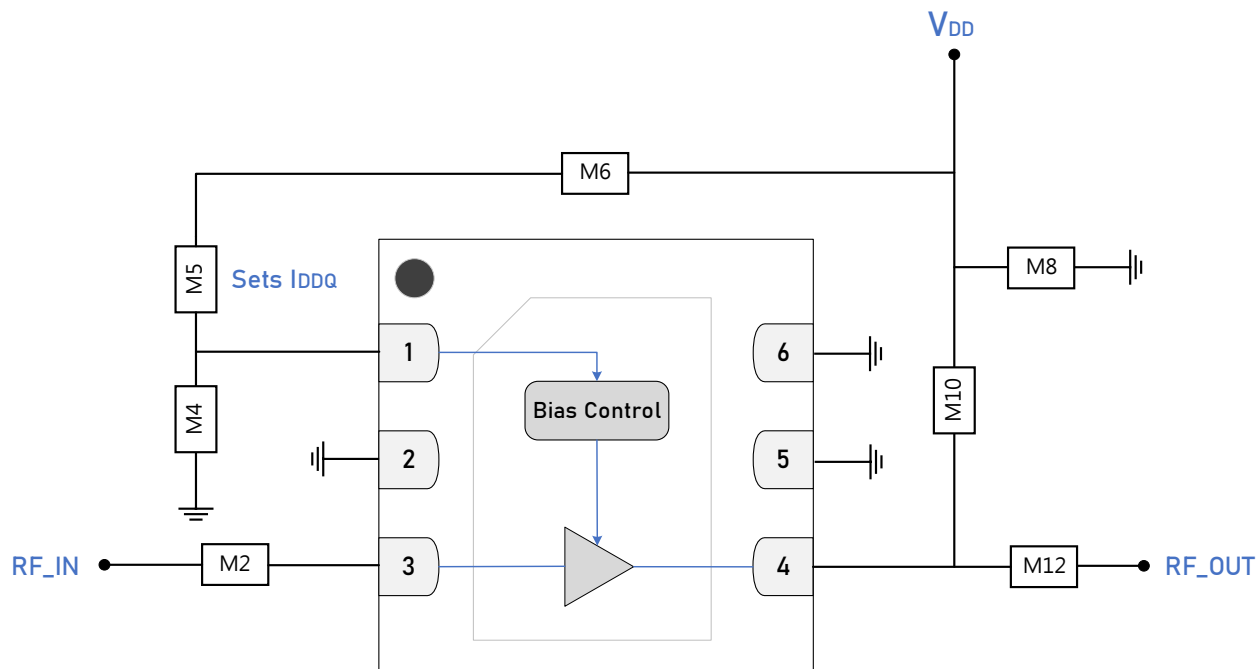 VDD
M6
M5
Sets IDDQ
M8
1
6
M10
Bias Control
M4
2
5
RF_IN
M2
3
4
M12
RF_OUT